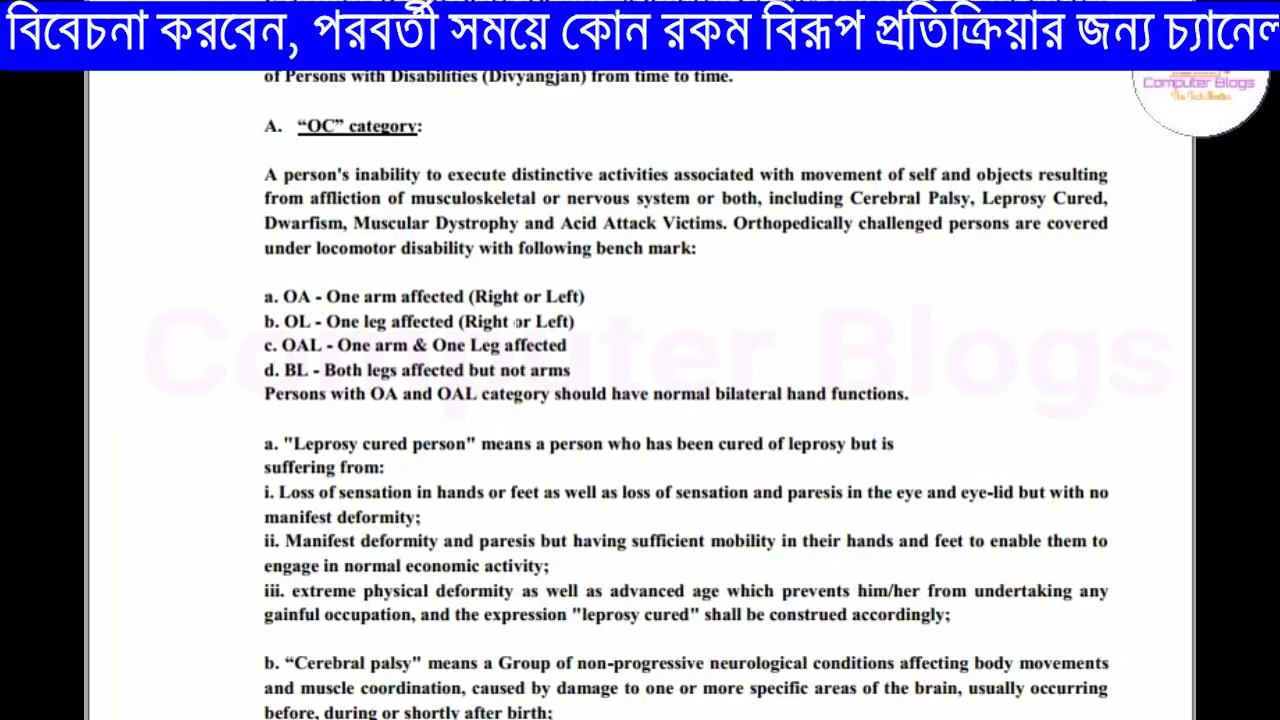 বিবেচনা করবেন, পরবর্তী সময়ে কোন রকম বিরূপ প্রতিক্রিয়ার জন্য চ্যানেল
of Persons with Disabilities (Divyangjan) from time to time.
Computer Blogs
A. “OC” category:
A person's inability to execute distinctive activities associated with movement of self and objects resulting
from affliction of musculoskeletal or nervous system or both, including Cerebral Palsy, Leprosy Cured,
Dwarfism, Muscular Dystrophy and Acid Attack Victims. Orthopedically challenged persons are covered
under locomotor disability with following bench mark:
a. OA - One arm affected (Right or Left)
b. OL - One leg affected (Right or Left)
c. OAL - One arm & One Leg affected
d. BL - Both legs affected but not arms
Computer Blogs
Persons with OA and OAL category should have normal bilateral hand functions.
a. "Leprosy cured person" means a person who has been cured of leprosy but is
suffering from:
i. Loss of sensation in hands or feet as well as loss of sensation and paresis in the eye and eye-lid but with no
manifest deformity;
ii. Manifest deformity and paresis but having sufficient mobility in their hands and feet to enable them to
engage in normal economic activity;
iii. extreme physical deformity as well as advanced age which prevents him/her from undertaking any
gainful occupation, and the expression "leprosy cured" shall be construed accordingly;
b. “Cerebral palsy" means a Group of non-progressive neurological conditions affecting body movements
and muscle coordination, caused by damage to one or more specific areas of the brain, usually occurring
before, during or shortly after birth;